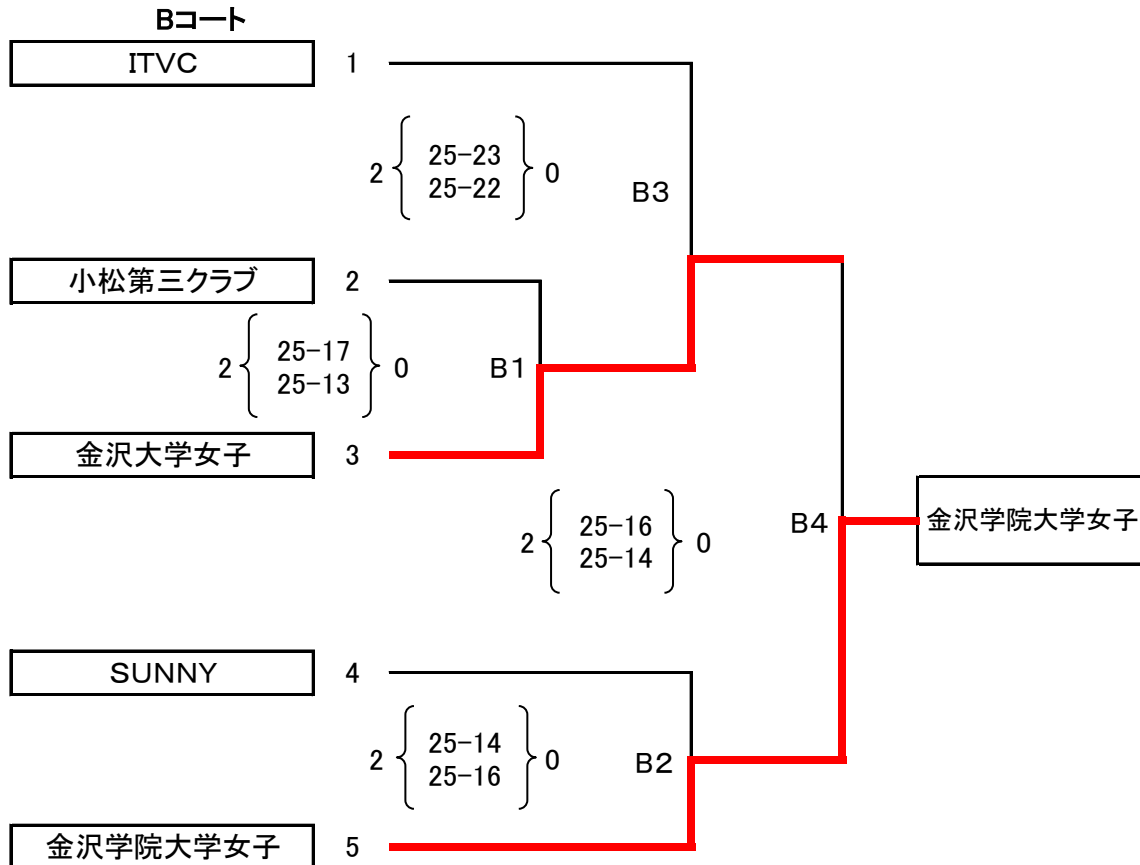 Bコート
ITVC 1
2 25-23 0
25-22
B3
小松第三クラブ 2
2 25-17 0
25-13
B1
金沢大学女子 3
2 25-16 0
25-14
B4
金沢学院大学女子
SUNNY 4
2 25-14 0
25-16
B2
金沢学院大学女子 5